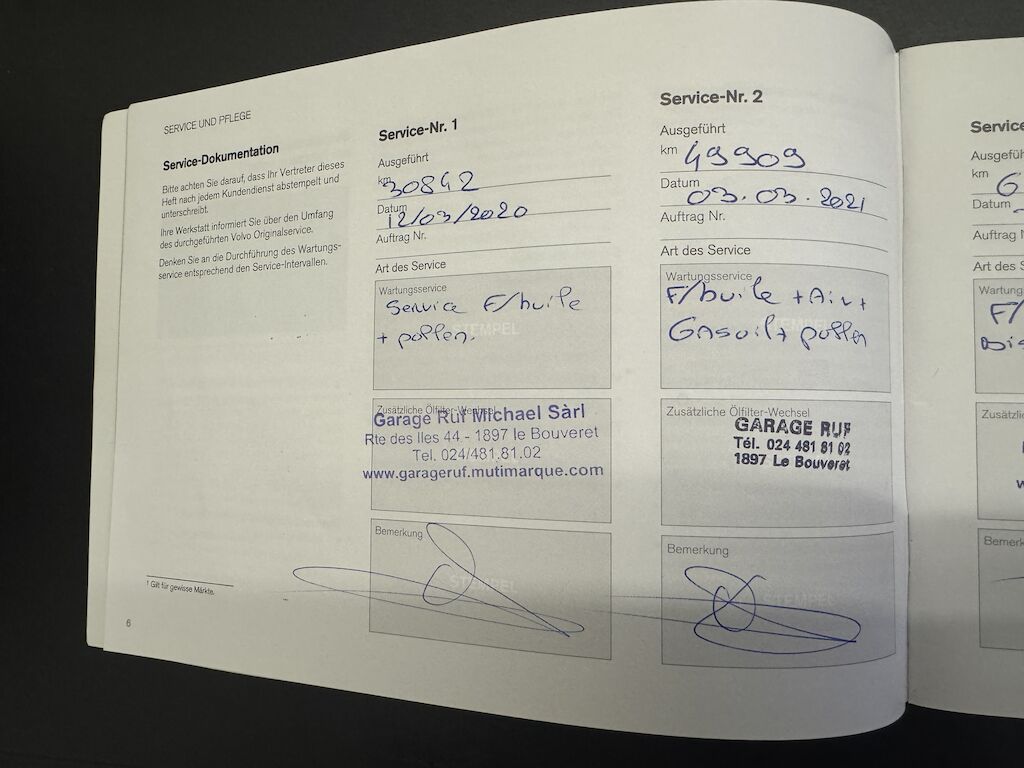 SERVICE UND PFLEGE
Service-Dokumentation
Bitte achten Sie darauf, dass Ihr Vertreter dieses
Heft nach jedem Kundendienst abstempelt und
unterschreibt.
Ihre Werkstatt informiert Sie über den Umfang
des durchgeführten Volvo Originalservice.
Denken Sie an die Durchführung des Wartungs-
service entsprechend den Service-Intervallen.
1 Gilt für gewisse Märkte.
6
Service-Nr. 1
Ausgeführt
km 30842
Datum 12/03/2020
Auftrag Nr.
Art des Service
Wartungsservice
Service F/huile
+ pollen.
STEMPEL
Zusätzliche Ölfilter-Wechsel
Garage Ruf Michael Sàrl
Rte des Iles 44 - 1897 le Bouveret
Tel. 024/481.81.02
www.garageruf.mutimarque.com
Bemerkung
STEMPEL
Service-Nr. 2
Ausgeführt
km 49909
Datum 03.03.2021
Auftrag Nr.
Art des Service
Wartungsservice
F/huile + Air +
Gasoil + pollen
Zusätzliche Ölfilter-Wechsel
GARAGE RUF
Tél. 024 481 81 02
1897 Le Bouveret
Bemerkung
STEMPEL
Service
Ausgefüh
km 6
Datum
Auftrag N
Art des S
Wartung
F/
Zusätzlic
w
Bemerk